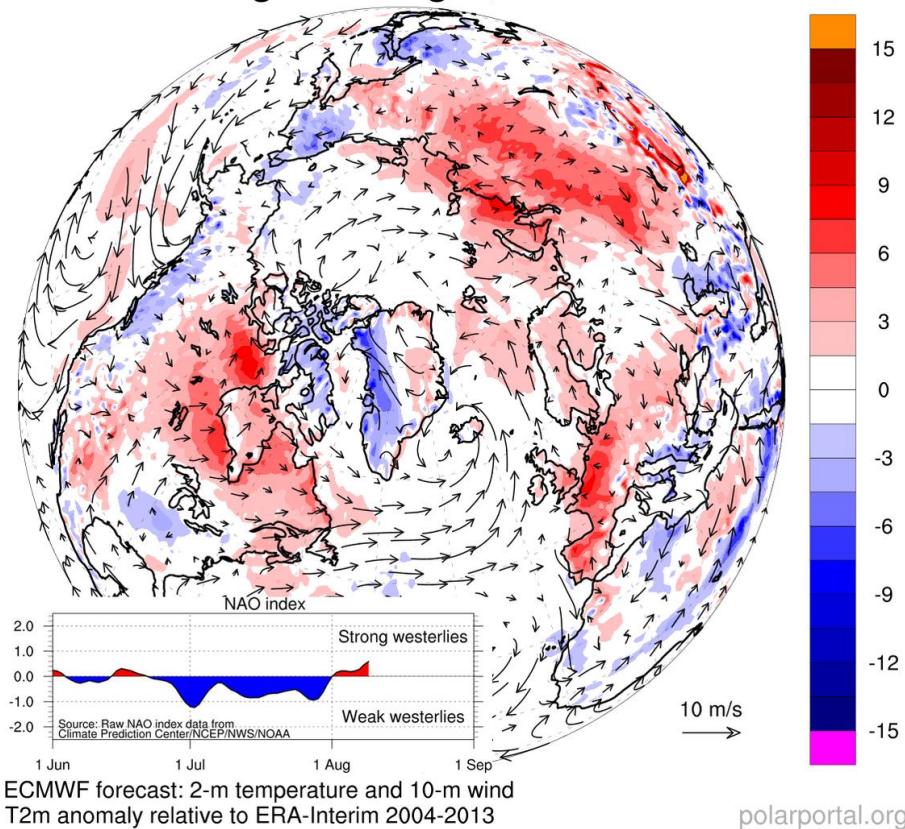 15
12
9
6
3
0
-3
-6
-9
-12
-15
NAO index
2.0
1.0
0.0
-1.0
-2.0
Strong westerlies
Weak westerlies
Source: Raw NAO index data from
Climate Prediction Center/NCEP/NWS/NOAA
1 Jun
1 Jul
1 Aug
1 Sep
10 m/s
ECMWF forecast: 2-m temperature and 10-m wind
T2m anomaly relative to ERA-Interim 2004-2013
polarportal.org